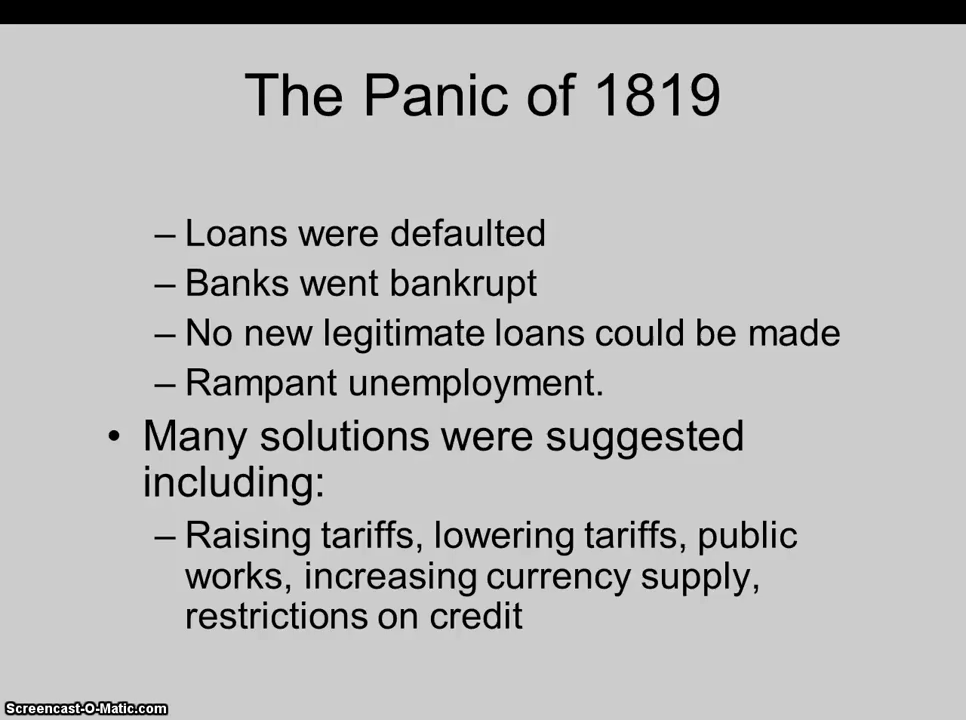 The Panic of 1819
– Loans were defaulted
– Banks went bankrupt
– No new legitimate loans could be made
– Rampant unemployment.
• Many solutions were suggested
including:
– Raising tariffs, lowering tariffs, public
works, increasing currency supply,
restrictions on credit
Screencast-O-Matic.com